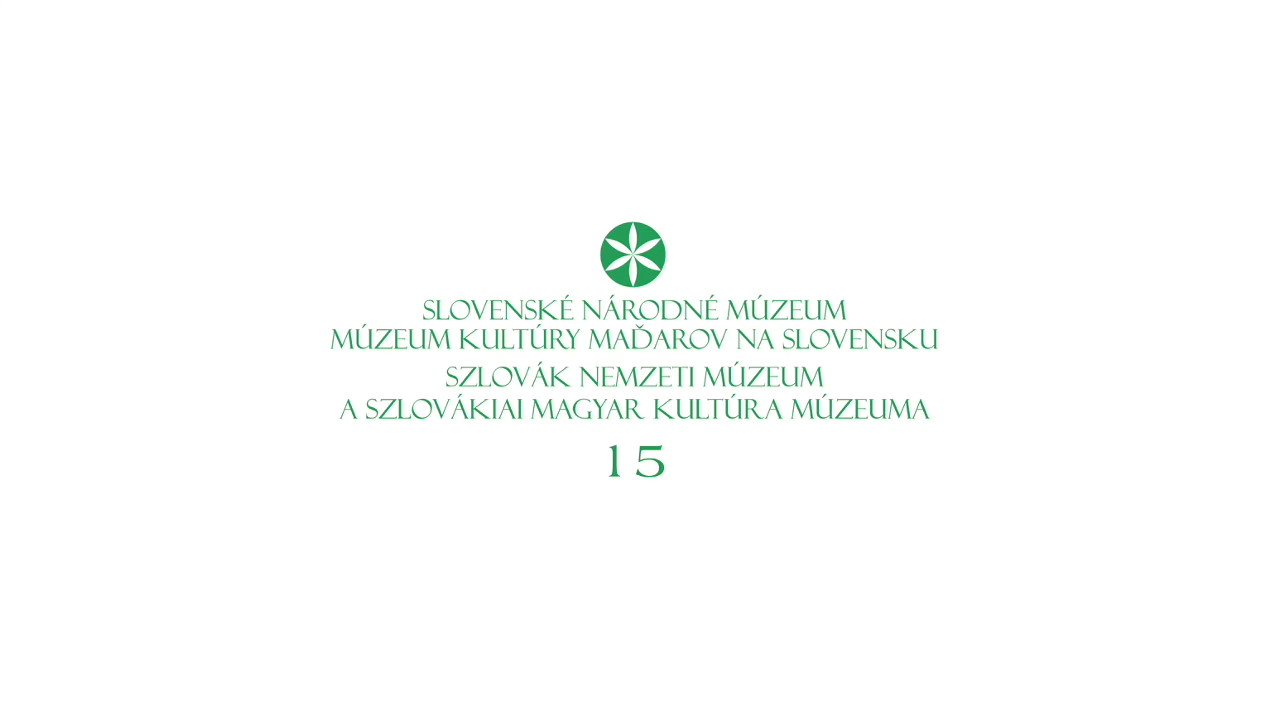 SLOVENSKÉ NÁRODNÉ MÚZEUM
MÚZEUM KULTÚRY MAĎAROV NA SLOVENSKU
SZLOVÁK NEMZETI MÚZEUM
A SZLOVÁKIAI MAGYAR KULTÚRA MÚZEUMA
15